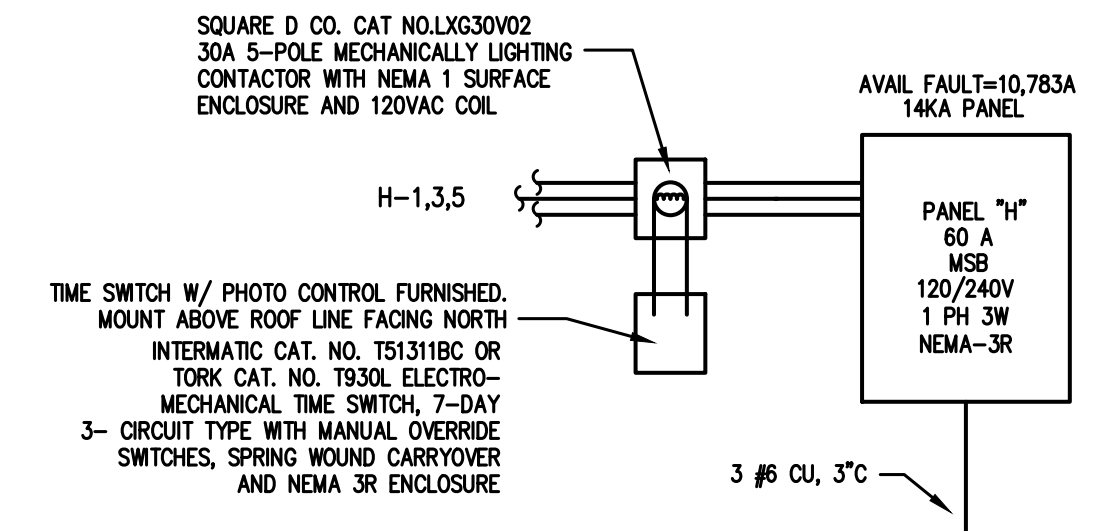 SQUARE D CO. CAT NO.LXG30V02
30A 5-POLE MECHANICALLY LIGHTING
CONTACTOR WITH NEMA 1 SURFACE
ENCLOSURE AND 120VAC COIL
AVAIL FAULT=10,783A
14KA PANEL
H-1,3,5
PANEL "H"
60 A
MSB
120/240V
1 PH 3W
NEMA-3R
TIME SWITCH W/ PHOTO CONTROL FURNISHED.
MOUNT ABOVE ROOF LINE FACING NORTH
INTERMATIC CAT. NO. T51311BC OR
TORK CAT. NO. T930L ELECTRO-
MECHANICAL TIME SWITCH, 7-DAY
3- CIRCUIT TYPE WITH MANUAL OVERRIDE
SWITCHES, SPRING WOUND CARRYOVER
AND NEMA 3R ENCLOSURE
3 #6 CU, 3"C